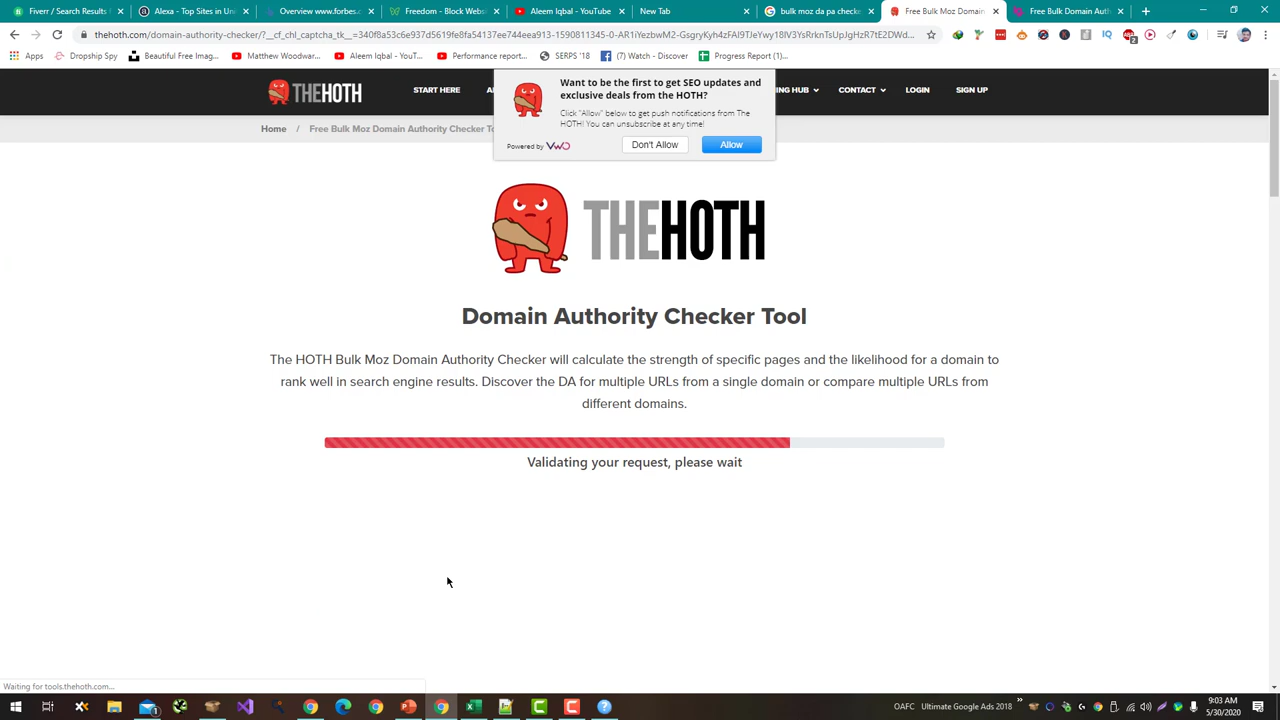 Fiverr / Search Results f
Alexa - Top Sites in Uni
Overview www.forbes.c
Freedom - Block Websi
Aleem Iqbal - YouTube
New Tab
bulk moz da pa checke
Free Bulk Moz Domain
Free Bulk Domain Auth
thehoth.com/domain-authority-checker/?__cf_chl_captcha_tk__=340f8a53c6e937d5619fe8fa54137ee744ea913-1590811345-0-AR1iYezbwM2-GsgryKyh4zFAI9TJeYwy18lV3YsRrknTsUpJgHzR7tE2DWd...
Apps
Dropship Spy
Beautiful Free Imag...
Matthew Woodwar...
Aleem Iqbal - YouT...
Performance report...
SERPS '18
(7) Watch - Discover
Progress Report (1)...
THEHOTH
START HERE
ING HUB
CONTACT
LOGIN
SIGN UP
Want to be the first to get SEO updates and
exclusive deals from the HOTH?
Click "Allow" below to get push notifications from The
HOTH! You can unsubscribe at any time!
Powered by VWO
Don't Allow
Allow
Home / Free Bulk Moz Domain Authority Checker To
THEHOTH
Domain Authority Checker Tool
The HOTH Bulk Moz Domain Authority Checker will calculate the strength of specific pages and the likelihood for a domain to
rank well in search engine results. Discover the DA for multiple URLs from a single domain or compare multiple URLs from
different domains.
Validating your request, please wait
Waiting for tools.thehoth.com...
OAFC
Ultimate Google Ads 2018
9:03 AM
5/30/2020